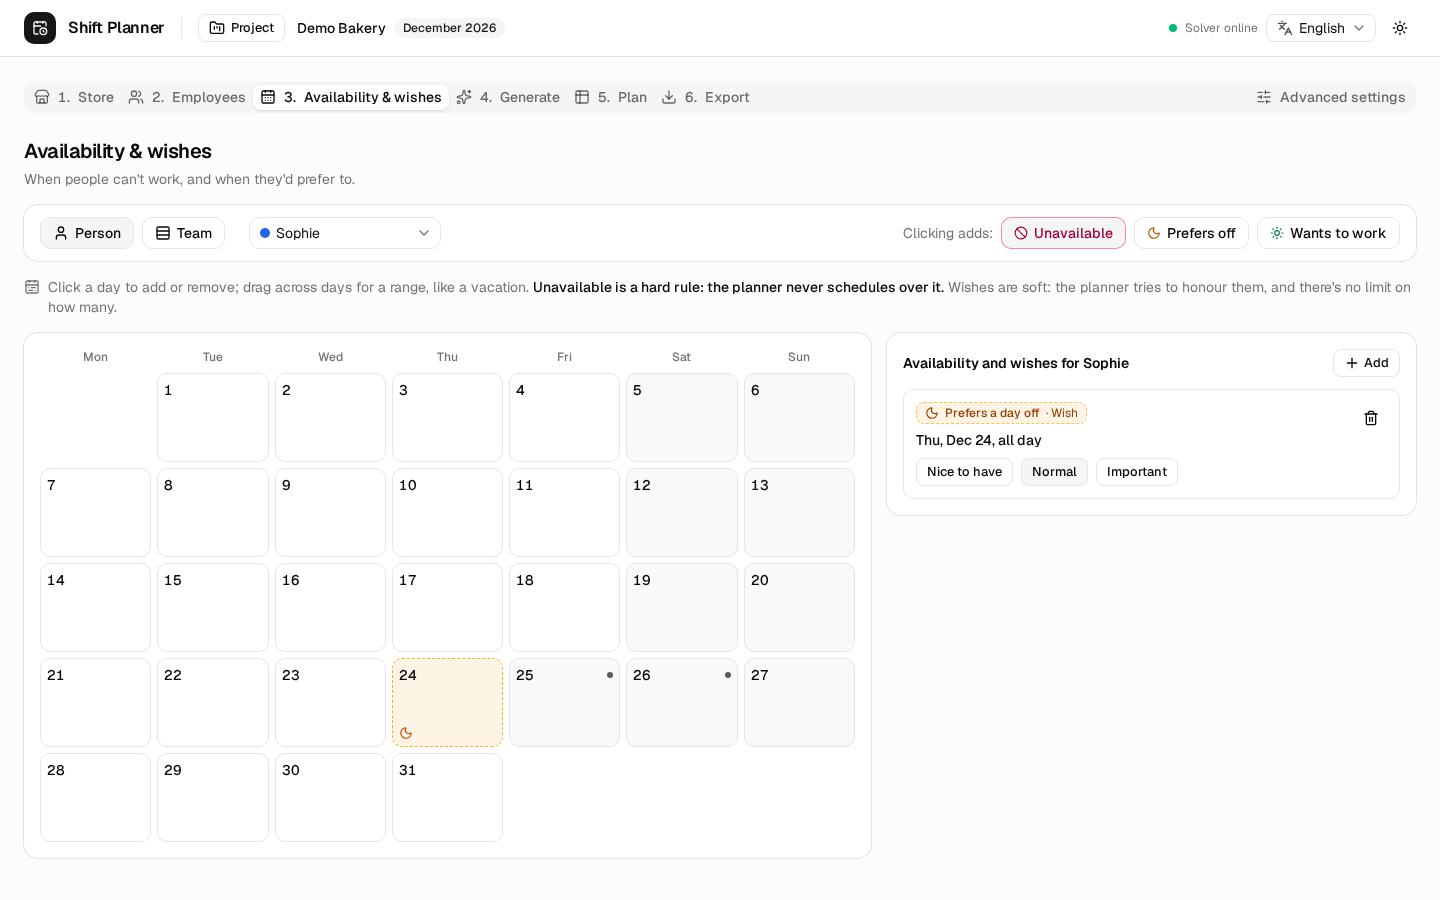 Shift Planner
Project
Demo Bakery
December 2026
Solver online
English
1. Store
2. Employees
3. Availability & wishes
4. Generate
5. Plan
6. Export
Advanced settings
Availability & wishes
When people can't work, and when they'd prefer to.
Person
Team
Sophie
Clicking adds:
Unavailable
Prefers off
Wants to work
Click a day to add or remove; drag across days for a range, like a vacation. Unavailable is a hard rule: the planner never schedules over it. Wishes are soft: the planner tries to honour them, and there's no limit on
how many.
Mon Tue Wed Thu Fri Sat Sun
1 2 3 4 5 6
7 8 9 10 11 12 13
14 15 16 17 18 19 20
21 22 23 24 25 26 27
28 29 30 31
Availability and wishes for Sophie
Add
Prefers a day off · Wish
Thu, Dec 24, all day
Nice to have
Normal
Important